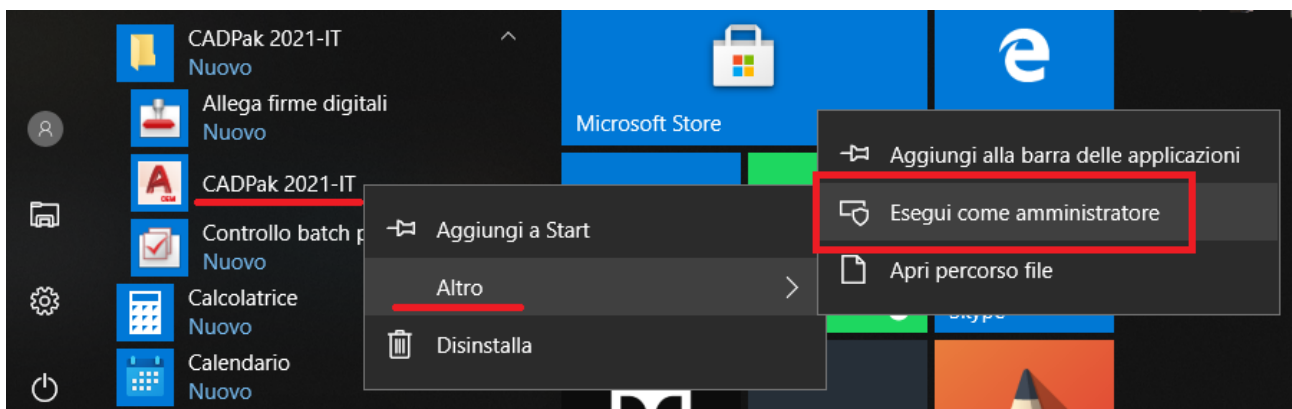 CADPak 2021-IT
Nuovo
Allega firme digitali
Nuovo
CADPak 2021-IT
Controllo batch
Nuovo
Calcolatrice
Nuovo
Calendario
Nuovo
Microsoft Store
Aggiungi a Start
Altro
Disinstalla
Aggiungi alla barra delle applicazioni
Esegui come amministratore
Apri percorso file
Skype